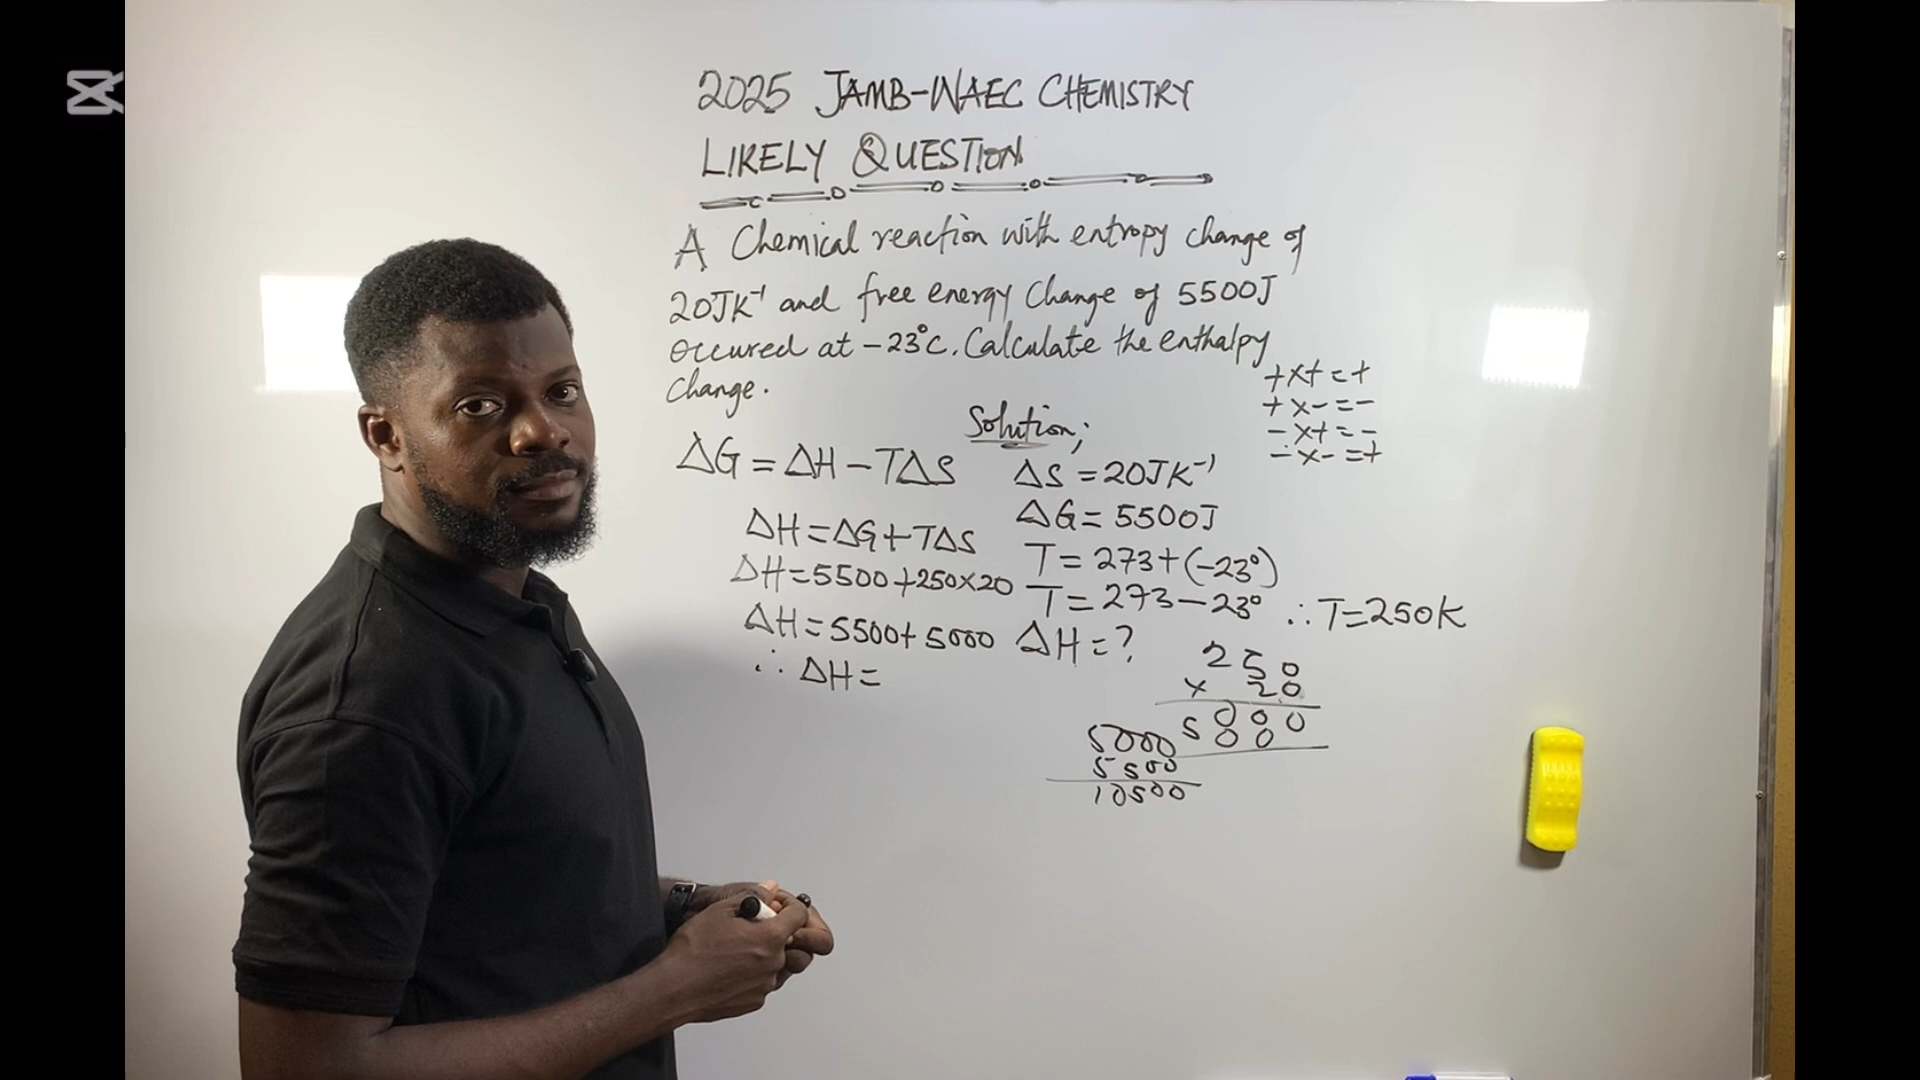 2025 JAMB-WAEC CHEMISTRY
LIKELY QUESTION
A Chemical reaction with entropy change of
20JK⁻¹ and free energy Change of 5500J
occured at -23°C. Calculate the enthalpy
Change.
+x+=+
+x-=-
-x+=-
-x-=+
Solution;
ΔG=ΔH-TΔS
ΔH=ΔG+TΔS
ΔH=5500+250x20
ΔH=5500+5000
∴ ΔH=
ΔS=20JK⁻¹
ΔG=5500J
T=273+(-23°)
T=273-23° ∴T=250K
ΔH=?
250
x 20
000
500
5000
5500
10500